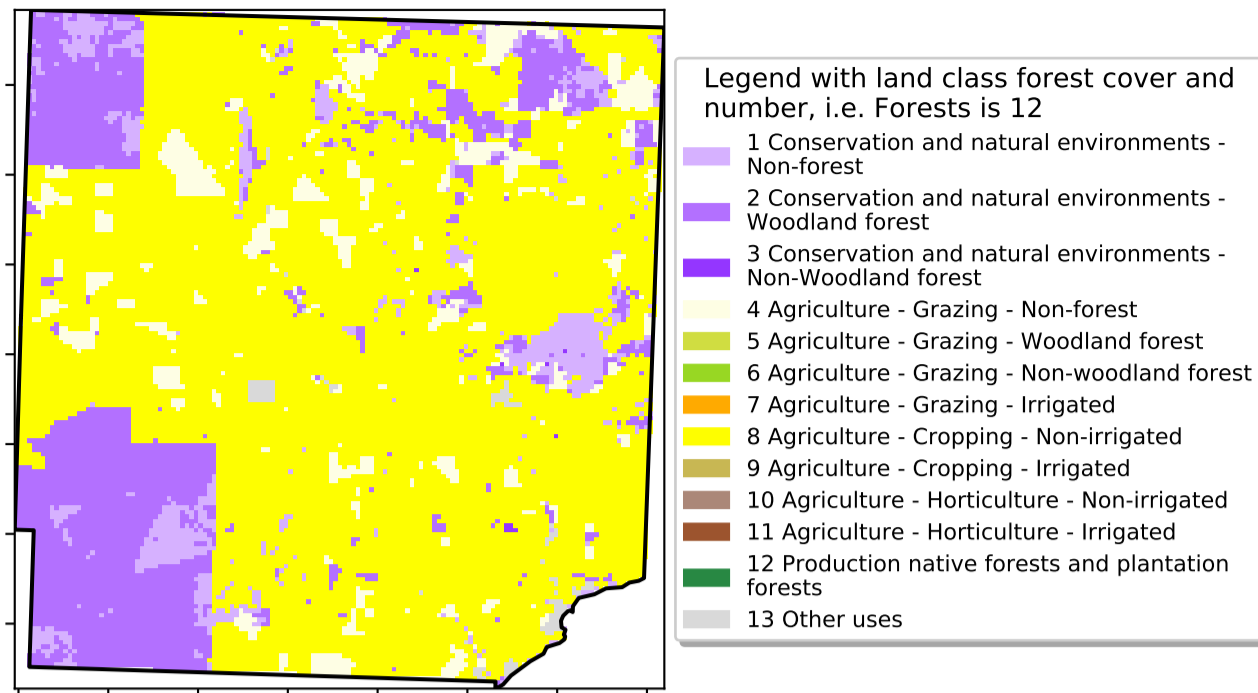 Legend with land class forest cover and
number, i.e. Forests is 12
1 Conservation and natural environments -
Non-forest
2 Conservation and natural environments -
Woodland forest
3 Conservation and natural environments -
Non-Woodland forest
4 Agriculture - Grazing - Non-forest
5 Agriculture - Grazing - Woodland forest
6 Agriculture - Grazing - Non-woodland forest
7 Agriculture - Grazing - Irrigated
8 Agriculture - Cropping - Non-irrigated
9 Agriculture - Cropping - Irrigated
10 Agriculture - Horticulture - Non-irrigated
11 Agriculture - Horticulture - Irrigated
12 Production native forests and plantation
forests
13 Other uses